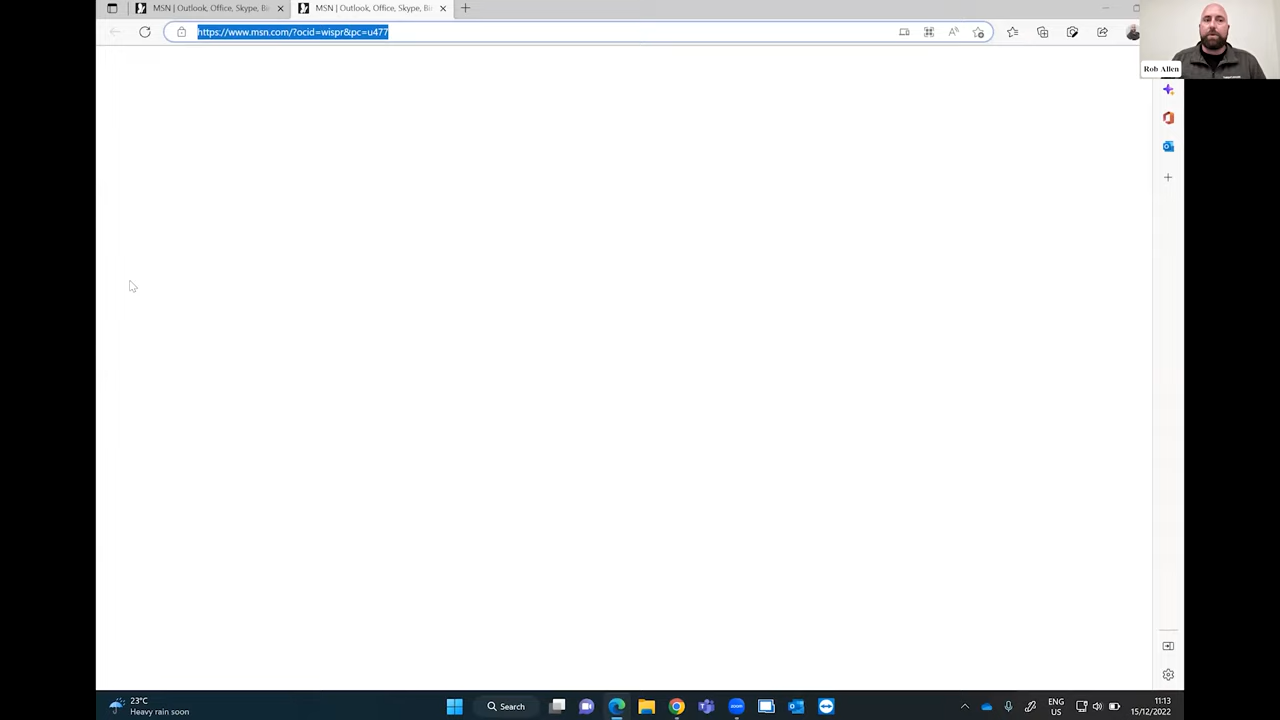 MSN | Outlook, Office, Skype, Bi
MSN | Outlook, Office, Skype, Bi
https://www.msn.com/?ocid=wispr&pc=u477
Rob Allen
23°C
Heavy rain soon
Search
ENG
US
11:13
15/12/2022